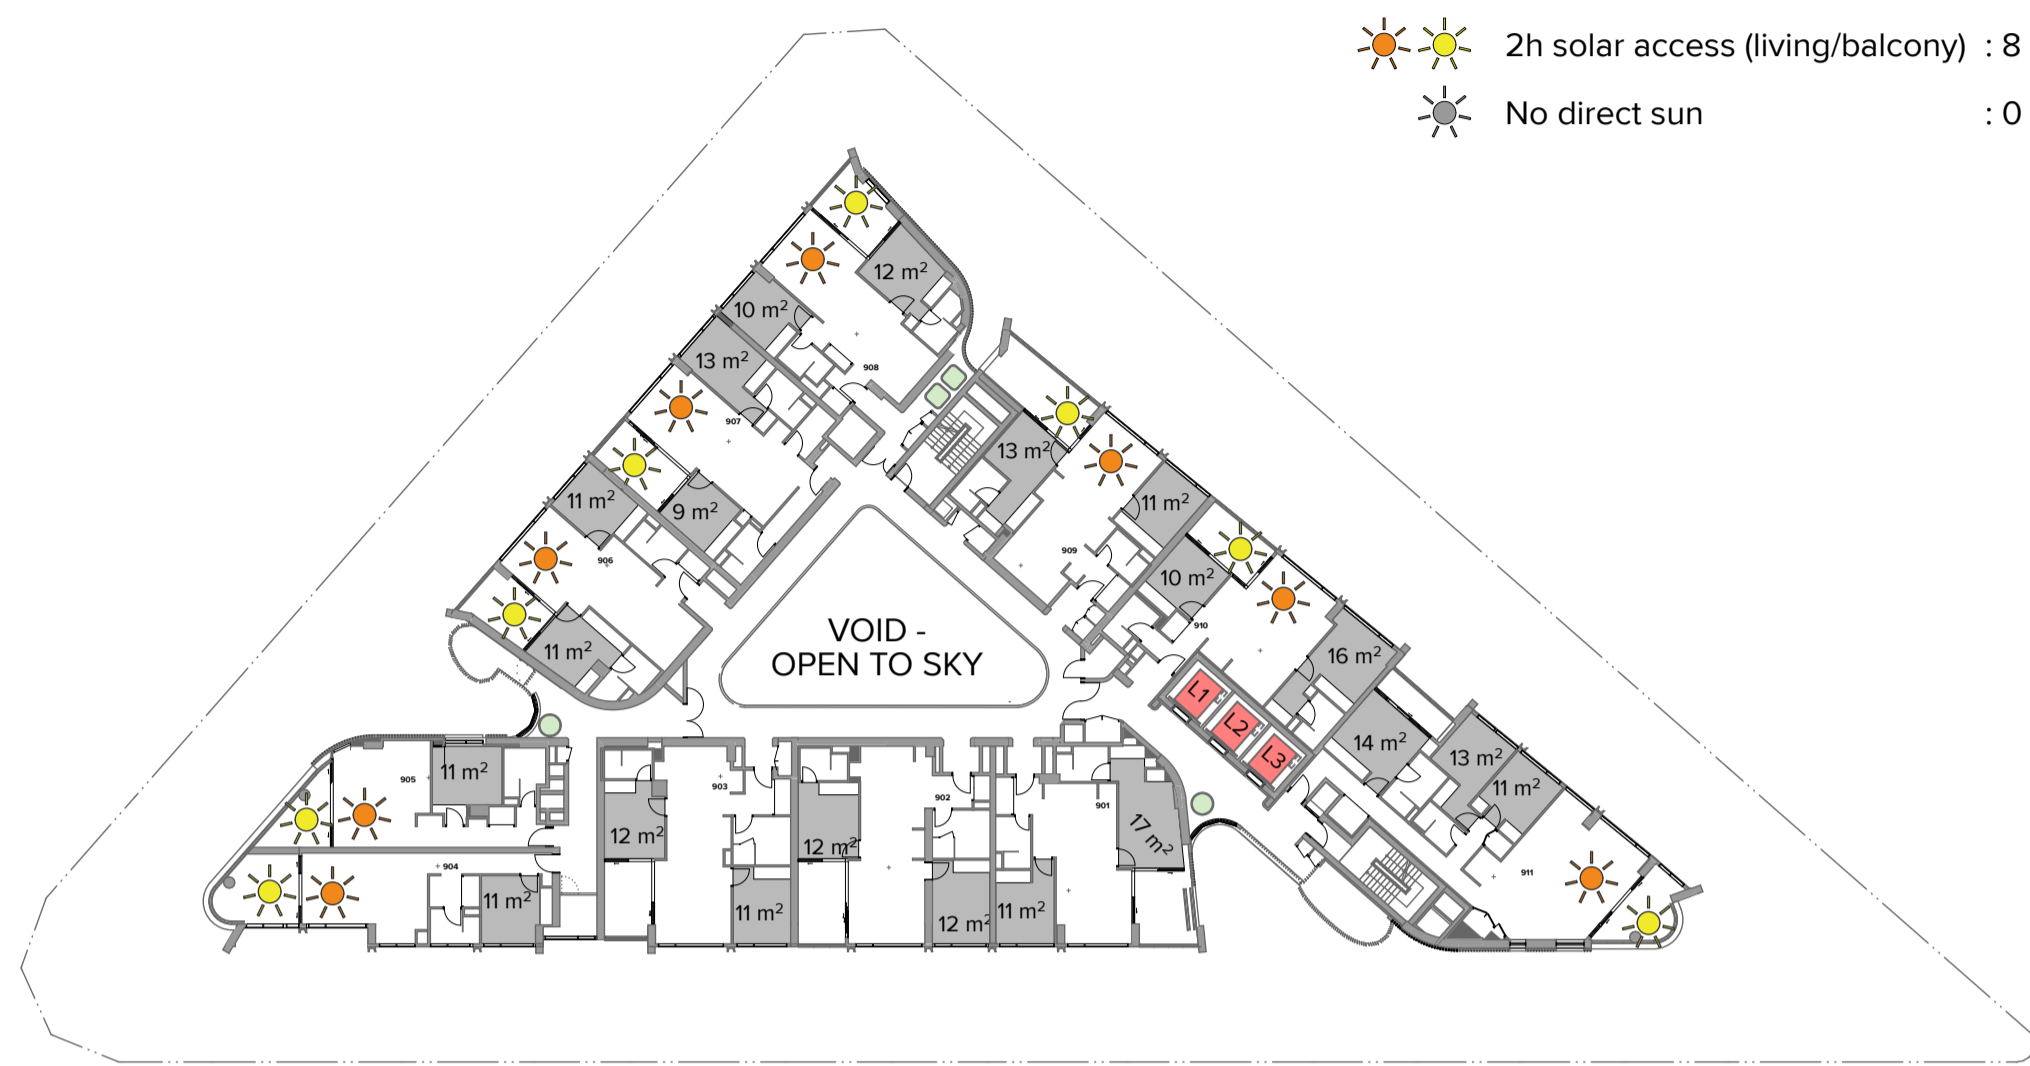 2h solar access (living/balcony) : 8
No direct sun : 0
12 m²
10 m²
13 m²
908
907
11 m²
9 m²
906
11 m²
13 m²
11 m²
909
10 m²
910
16 m²
VOID -
OPEN TO SKY
L1
L2
L3
14 m²
13 m²
11 m²
911
905
11 m²
904
11 m²
903
12 m²
11 m²
902
12 m²
12 m²
901
17 m²
11 m²